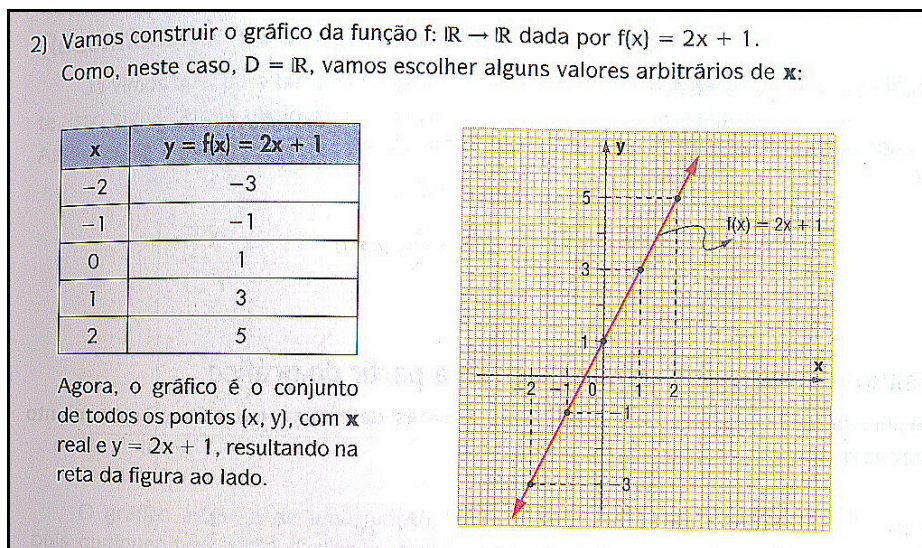 2) Vamos construir o gráfico da função f: ℝ → ℝ dada por f(x) = 2x + 1.
Como, neste caso, D = ℝ, vamos escolher alguns valores arbitrários de x:
x y = f(x) = 2x + 1
−2 −3
−1 −1
0 1
1 3
2 5
Agora, o gráfico é o conjunto
de todos os pontos (x, y), com x
real e y = 2x + 1, resultando na
reta da figura ao lado.
y
5
f(x) = 2x + 1
3
1
x
−2 −1 0 1 2
−1
−3